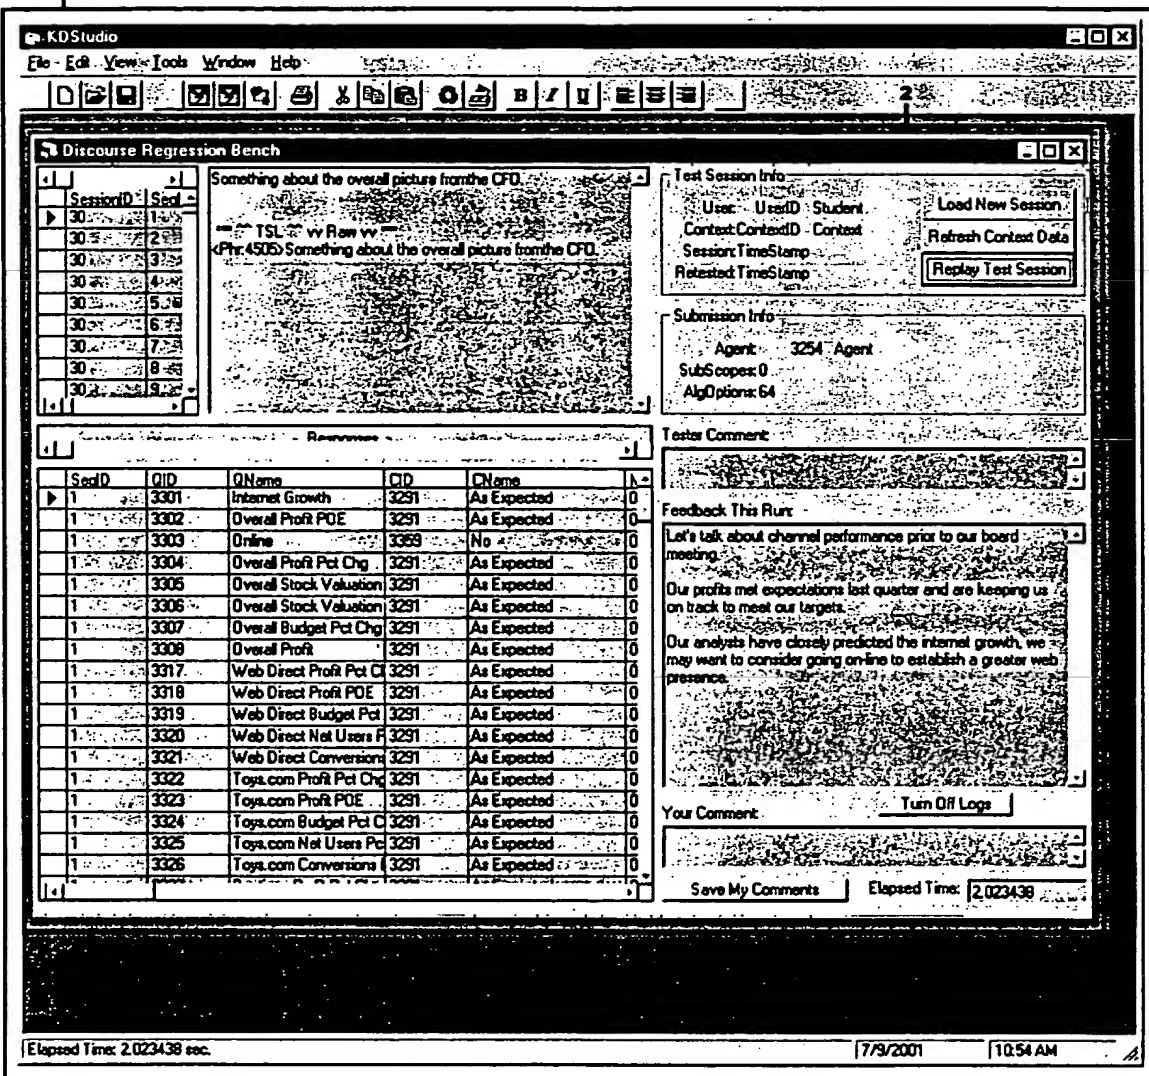 KDStudio
File Edit View Tools Window Help
B I U
2
Discourse Regression Bench
SessionID Seq
30 1
30 2
30 3
30 4
30 5
30 6
30 7
30 8
30 9
Something about the overall picture fromthe CFO.
TSL vv Raw vv
<Phr:4505>Something about the overall picture fromthe CFO.
Test Session Info
User: UserID Student
Context:ContextID Context
Session:TimeStamp
Retested:TimeStamp
Load New Session
Refresh Context Data
Replay Test Session
Submission Info
Agent: 3254 Agent
SubScopes: 0
AlgOptions: 64
Responses
SeqID QID QName CID CName
1 3301 Internet Growth 3291 As Expected 0
1 3302 Overall Profit POE 3291 As Expected 0
1 3303 Online 3359 No 0
1 3304 Overall Profit Pct Chg 3291 As Expected 0
1 3305 Overall Stock Valuation 3291 As Expected 0
1 3306 Overall Stock Valuation 3291 As Expected 0
1 3307 Overall Budget Pct Chg 3291 As Expected 0
1 3308 Overall Profit 3291 As Expected 0
1 3317 Web Direct Profit Pct C 3291 As Expected 0
1 3318 Web Direct Profit POE 3291 As Expected 0
1 3319 Web Direct Budget Pct 3291 As Expected 0
1 3320 Web Direct Net Users P 3291 As Expected 0
1 3321 Web Direct Conversions 3291 As Expected 0
1 3322 Toys.com Profit Pct Chg 3291 As Expected 0
1 3323 Toys.com Profit POE 3291 As Expected 0
1 3324 Toys.com Budget Pct C 3291 As Expected 0
1 3325 Toys.com Net Users Pc 3291 As Expected 0
1 3326 Toys.com Conversions 3291 As Expected 0
Tester Comment:
Feedback This Run:
Let's talk about channel performance prior to our board
meeting.
Our profits met expectations last quarter and are keeping us
on track to meet our targets.
Our analysts have closely predicted the internet growth, we
may want to consider going on-line to establish a greater web
presence.
Turn Off Logs
Your Comment:
Save My Comments Elapsed Time: 2.023438
Elapsed Time: 2.023438 sec. 7/9/2001 10:54 AM